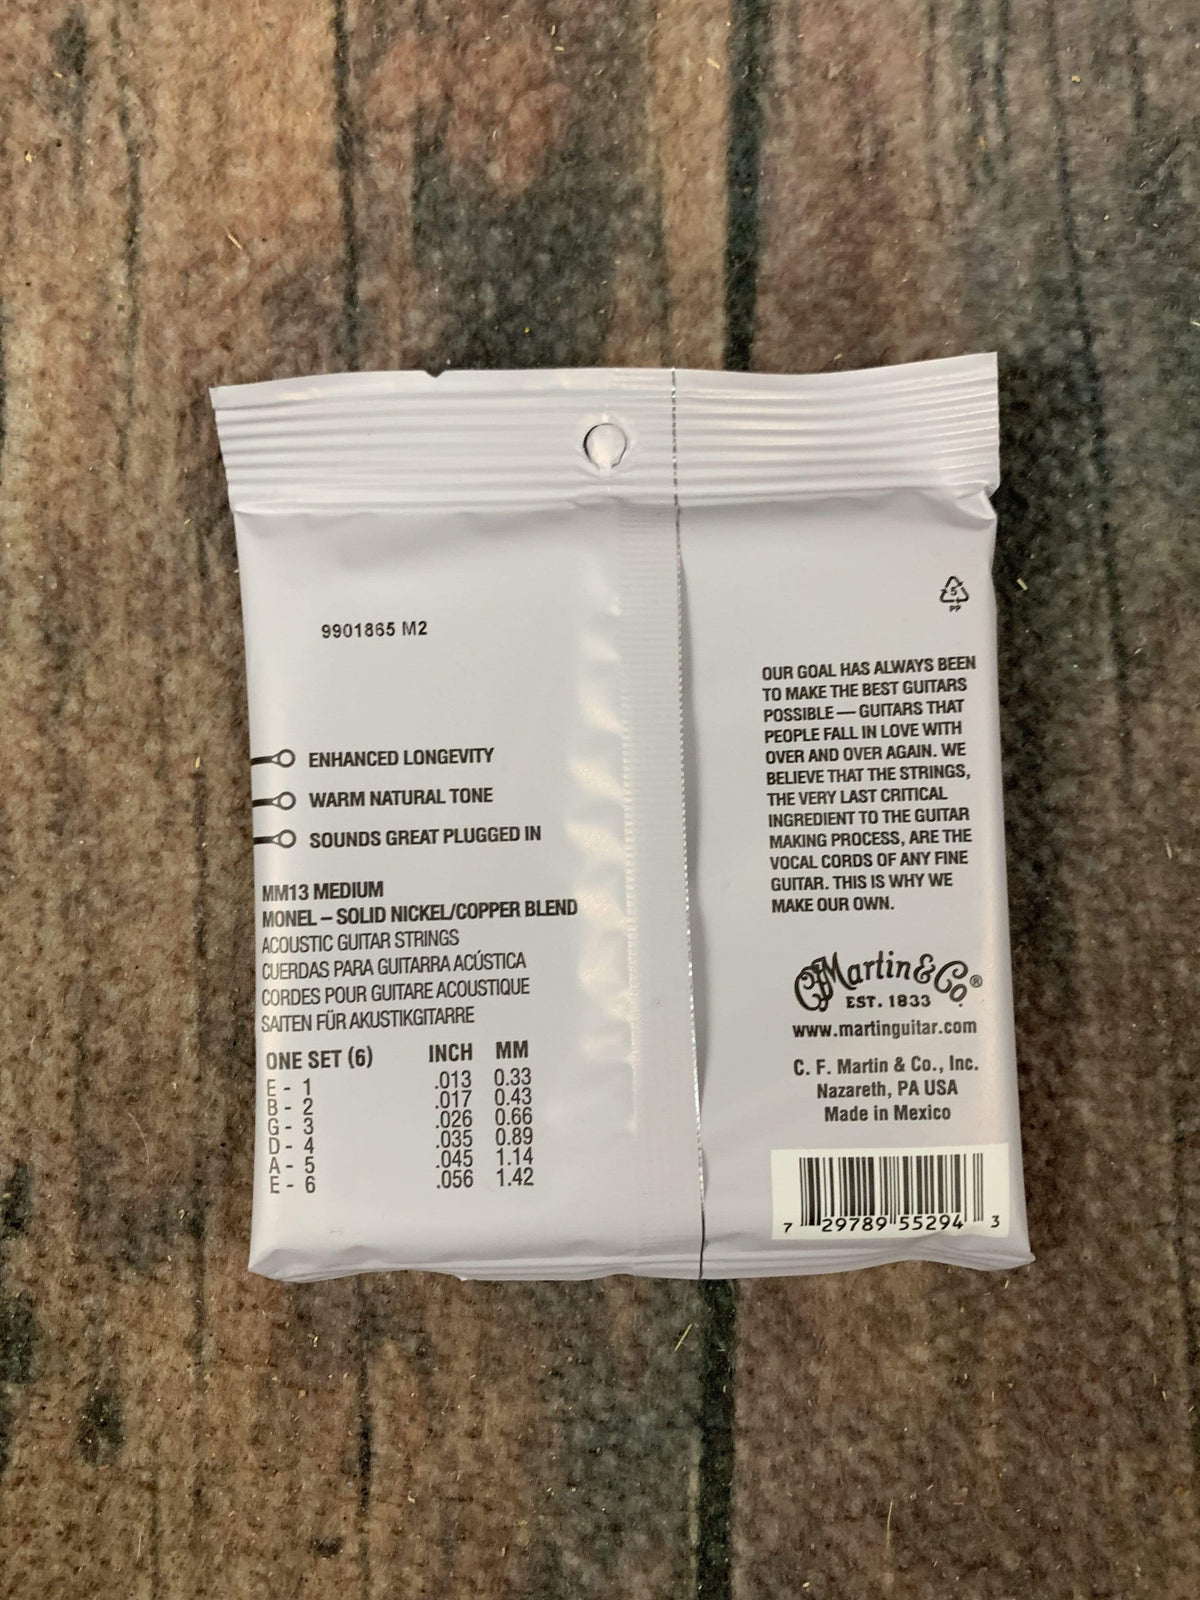 9901865 M2
ENHANCED LONGEVITY
WARM NATURAL TONE
SOUNDS GREAT PLUGGED IN
MM13 MEDIUM
MONEL – SOLID NICKEL/COPPER BLEND
ACOUSTIC GUITAR STRINGS
CUERDAS PARA GUITARRA ACÚSTICA
CORDES POUR GUITARE ACOUSTIQUE
SAITEN FÜR AKUSTIKGITARRE
ONE SET (6) INCH MM
E - 1 .013 0.33
B - 2 .017 0.43
G - 3 .026 0.66
D - 4 .035 0.89
A - 5 .045 1.14
E - 6 .056 1.42
5
PP
OUR GOAL HAS ALWAYS BEEN
TO MAKE THE BEST GUITARS
POSSIBLE — GUITARS THAT
PEOPLE FALL IN LOVE WITH
OVER AND OVER AGAIN. WE
BELIEVE THAT THE STRINGS,
THE VERY LAST CRITICAL
INGREDIENT TO THE GUITAR
MAKING PROCESS, ARE THE
VOCAL CORDS OF ANY FINE
GUITAR. THIS IS WHY WE
MAKE OUR OWN.
CF Martin & Co.®
EST. 1833
www.martinguitar.com
C. F. Martin & Co., Inc.
Nazareth, PA USA
Made in Mexico
7 29789 55294 3